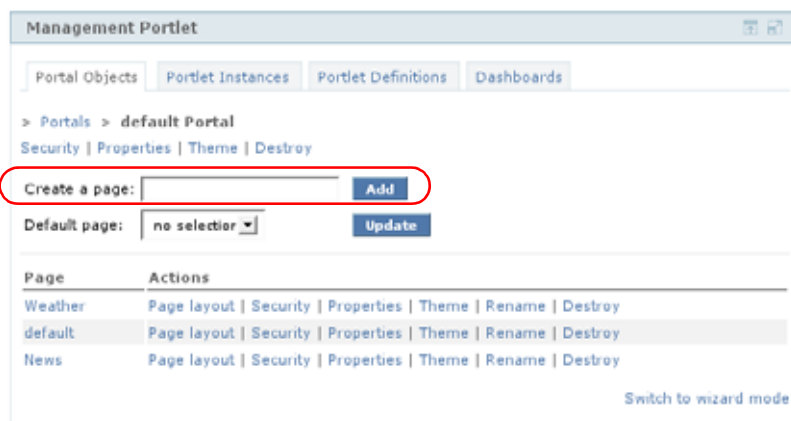 Management Portlet
Portal Objects Portlet Instances Portlet Definitions Dashboards
> Portals > default Portal
Security | Properties | Theme | Destroy
Create a page: Add
Default page: no selection Update
Page Actions
Weather Page layout | Security | Properties | Theme | Rename | Destroy
default Page layout | Security | Properties | Theme | Rename | Destroy
News Page layout | Security | Properties | Theme | Rename | Destroy
Switch to wizard mode